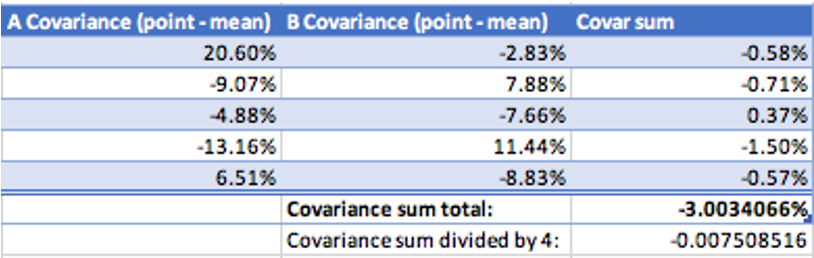 A Covariance (point - mean) B Covariance (point - mean) Covar sum
20.60% -2.83% -0.58%
-9.07% 7.88% -0.71%
-4.88% -7.66% 0.37%
-13.16% 11.44% -1.50%
6.51% -8.83% -0.57%
Covariance sum total: -3.0034066%
Covariance sum divided by 4: -0.007508516